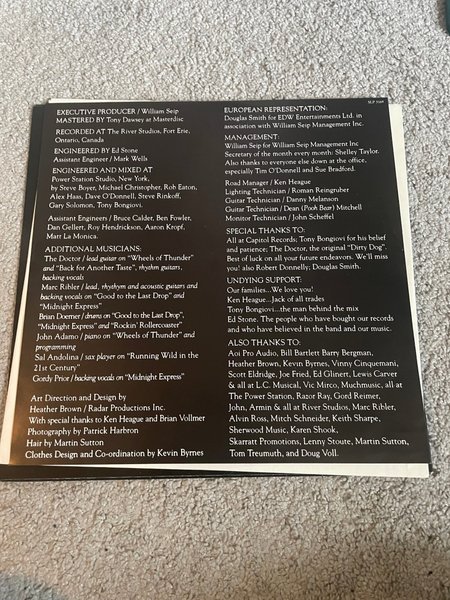 EXECUTIVE PRODUCER / William Seip
MASTERED BY / Tony Dawsey at Masterdisc
RECORDED AT The River Studios, Fort Erie,
Ontario, Canada
ENGINEERED BY Ed Stone
Assistant Engineer / Mark Wells
ENGINEERED AND MIXED AT
Power Station Studio, New York,
by Steve Boyer, Michael Christopher, Rob Eaton,
Alex Haas, Dave O'Donnell, Steve Rinkoff,
Gary Solomon, Tony Bongiovi.
Assistant Engineers / Bruce Calder, Ben Fowler,
Dan Gellert, Roy Hendrickson, Aaron Kropf,
Matt La Monica.
ADDITIONAL MUSICIANS:
The Doctor / lead guitar on "Wheels of Thunder"
and "Back for Another Taste", rhythm guitars,
backing vocals
Marc Ribler / lead, rhythm and acoustic guitars and
backing vocals on "Good to the Last Drop" and
"Midnight Express"
Brian Doerner / drums on "Good to the Last Drop",
"Midnight Express" and "Rockin' Rollercoaster"
John Adamo / piano on "Wheels of Thunder" and
programming
Sal Andolina / sax player on "Running Wild in the
21st Century"
Gordy Prior / backing vocals on "Midnight Express"
Art Direction and Design by
Heather Brown / Radar Productions Inc.
With special thanks to Ken Heague and Brian Vollmer
Photography by Patrick Harbron
Hair by Martin Sutton
Clothes Design and Co-ordination by Kevin Byrnes
SLP 5168
EUROPEAN REPRESENTATION:
Douglas Smith for EDW Entertainments Ltd. in
association with William Seip Management Inc.
MANAGEMENT:
William Seip for William Seip Management Inc
Secretary of the month every month: Shelley Taylor.
Also thanks to everyone else down at the office,
especially Tim O'Donnell and Sue Bradford.
Road Manager / Ken Heague
Lighting Technician / Roman Reingruber
Guitar Technician / Danny Melanson
Guitar Technician / Dean (Pooh Bear) Mitchell
Monitor Technician / John Scheffel
SPECIAL THANKS TO:
All at Capitol Records; Tony Bongiovi for his belief
and patience; The Doctor, the original "Dirty Dog".
Best of luck on all your future endeavors. We'll miss
you! also Robert Donnelly; Douglas Smith.
UNDYING SUPPORT:
Our families...We love you!
Ken Heague...Jack of all trades
Tony Bongiovi...the man behind the mix
Ed Stone. The people who have bought our records
and who have believed in the band and our music.
ALSO THANKS TO:
Aoi Pro Audio, Bill Bartlett Barry Bergman,
Heather Brown, Kevin Byrnes, Vinny Cinquemani,
Scott Eldridge, Joe Fried, Ed Glinert, Lewis Carver
& all at L.C. Musical, Vic Mirco, Muchmusic, all at
The Power Station, Razor Ray, Gord Reimer,
John, Armin & all at River Studios, Marc Ribler,
Alvin Ross, Mitch Schneider, Keith Sharpe,
Sherwood Music, Karen Shook,
Skarratt Promotions, Lenny Stoute, Martin Sutton,
Tom Treumuth, and Doug Voll.